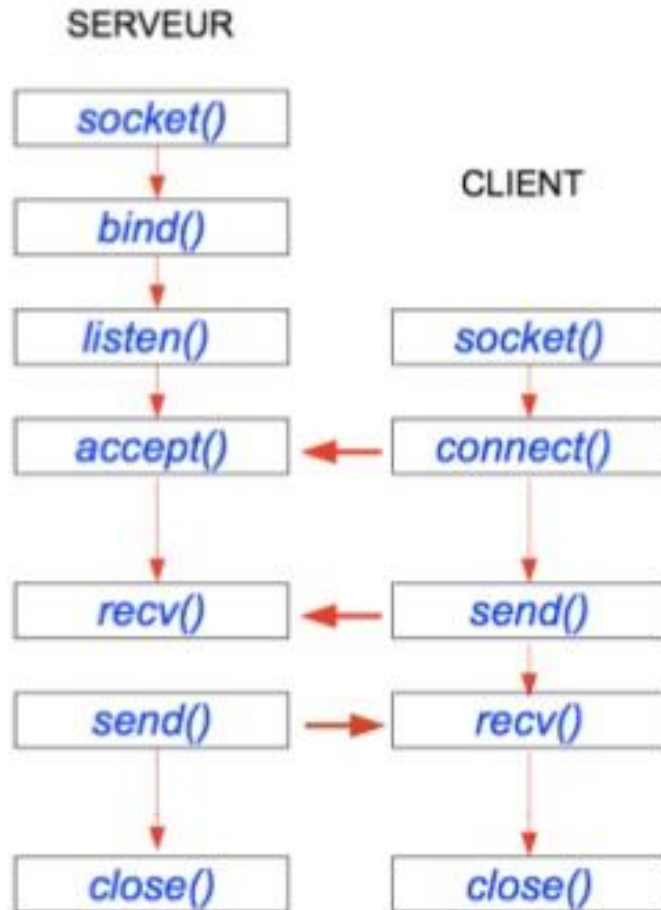 SERVEUR
socket()
CLIENT
bind()
listen()
socket()
accept()
connect()
recv()
send()
send()
recv()
close()
close()